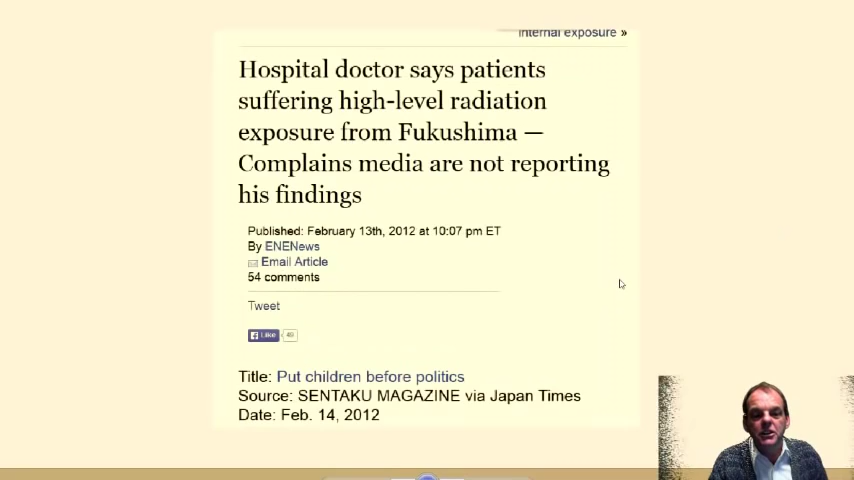 internal exposure »
Hospital doctor says patients
suffering high-level radiation
exposure from Fukushima —
Complains media are not reporting
his findings
Published: February 13th, 2012 at 10:07 pm ET
By ENENews
Email Article
54 comments
Tweet
Like 49
Title: Put children before politics
Source: SENTAKU MAGAZINE via Japan Times
Date: Feb. 14, 2012